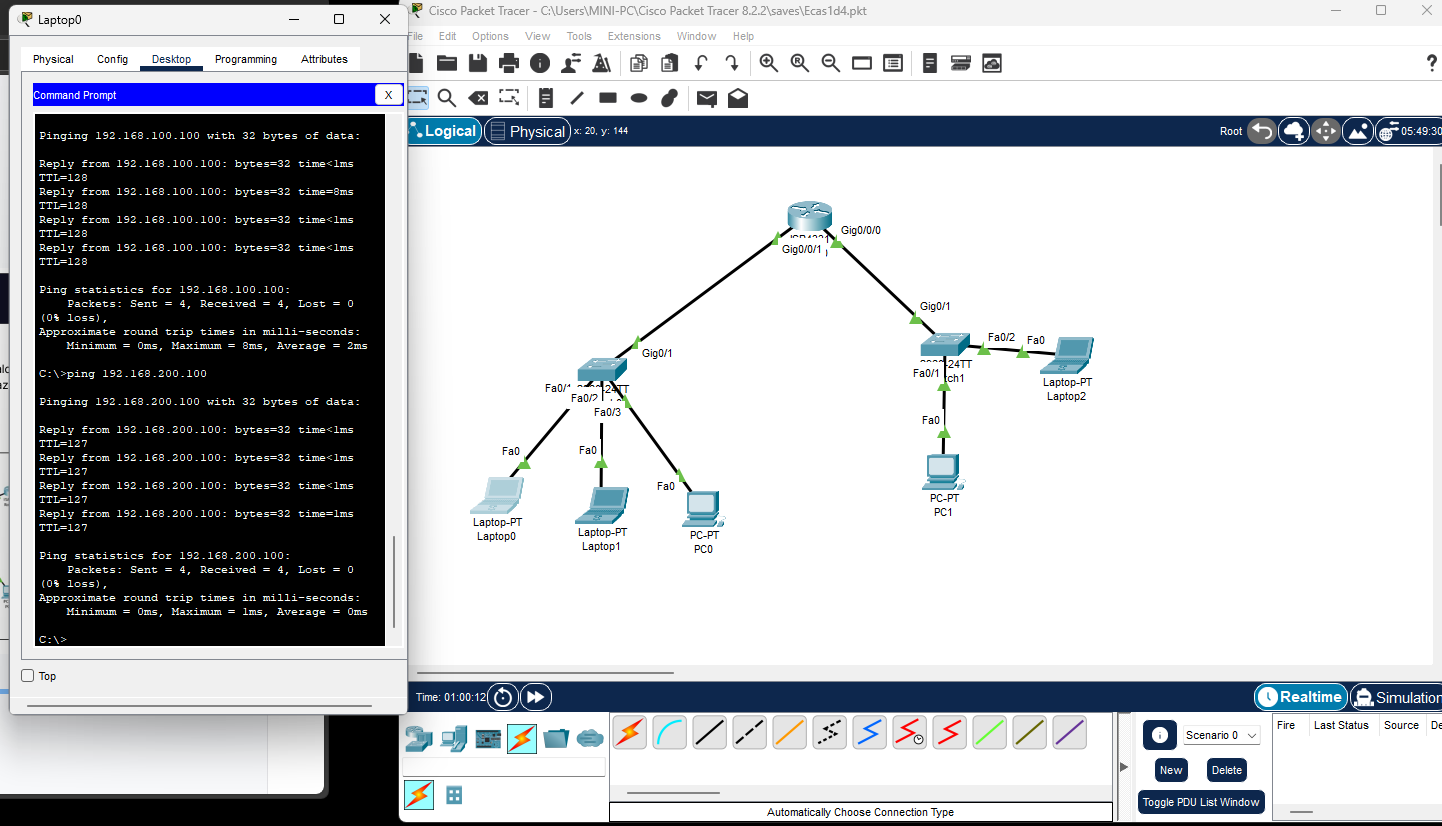 Laptop0
Physical
Config
Desktop
Programming
Attributes
Command Prompt
X
Pinging 192.168.100.100 with 32 bytes of data:
Reply from 192.168.100.100: bytes=32 time<1ms
TTL=128
Reply from 192.168.100.100: bytes=32 time=8ms
TTL=128
Reply from 192.168.100.100: bytes=32 time<1ms
TTL=128
Reply from 192.168.100.100: bytes=32 time<1ms
TTL=128
Ping statistics for 192.168.100.100:
Packets: Sent = 4, Received = 4, Lost = 0
(0% loss),
Approximate round trip times in milli-seconds:
Minimum = 0ms, Maximum = 8ms, Average = 2ms
C:\>ping 192.168.200.100
Pinging 192.168.200.100 with 32 bytes of data:
Reply from 192.168.200.100: bytes=32 time<1ms
TTL=127
Reply from 192.168.200.100: bytes=32 time<1ms
TTL=127
Reply from 192.168.200.100: bytes=32 time<1ms
TTL=127
Reply from 192.168.200.100: bytes=32 time=1ms
TTL=127
Ping statistics for 192.168.200.100:
Packets: Sent = 4, Received = 4, Lost = 0
(0% loss),
Approximate round trip times in milli-seconds:
Minimum = 0ms, Maximum = 1ms, Average = 0ms
C:\>
Top
Cisco Packet Tracer - C:\Users\MINI-PC\Cisco Packet Tracer 8.2.2\saves\Ecas1d4.pkt
File Edit Options View Tools Extensions Window Help
?
Logical
Physical
x: 20, y: 144
Root
05:49:30
Gig0/0/0
Gig0/0/1
Gig0/1
Gig0/1
Fa0/2
Fa0
-24TT
Fa0/1
Laptop-PT
Laptop2
Fa0/1
-24TT
Fa0/2
Fa0/3
Fa0
Fa0
Fa0
Fa0
Laptop-PT
Laptop0
Laptop-PT
Laptop1
PC-PT
PC0
PC-PT
PC1
Time: 01:00:12
Realtime
Simulation
Scenario 0
New
Delete
Toggle PDU List Window
Fire
Last Status
Source
De
Automatically Choose Connection Type